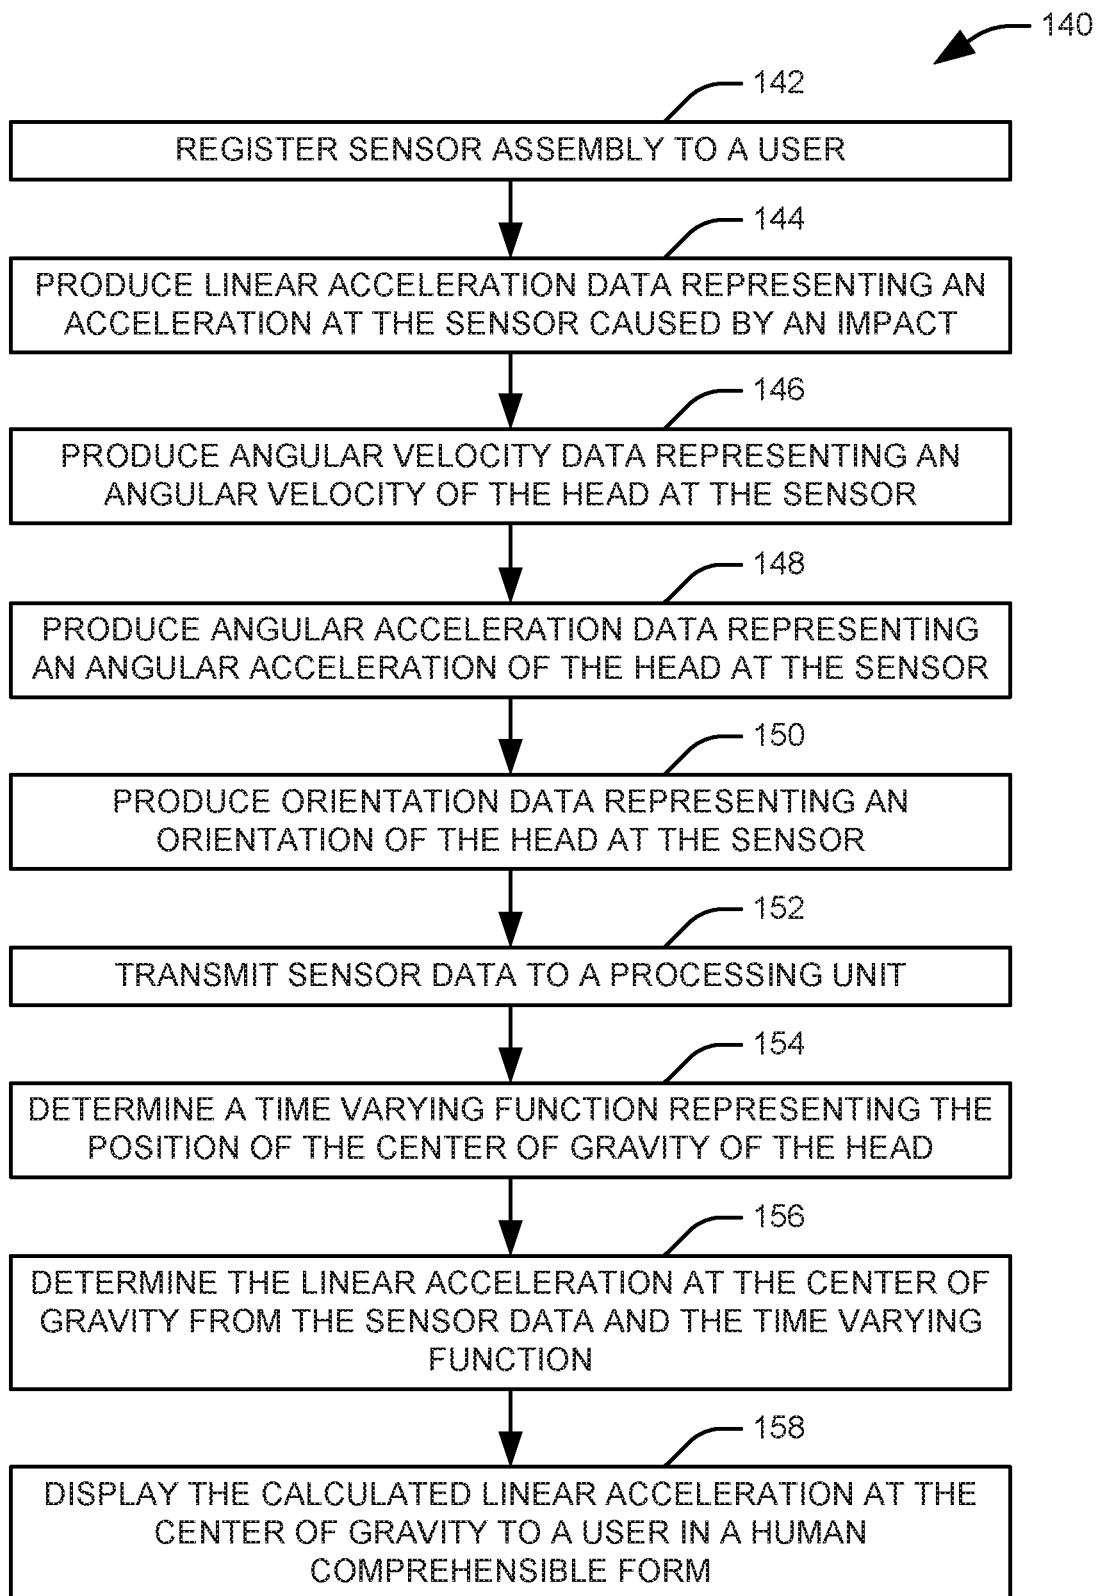 140
142
REGISTER SENSOR ASSEMBLY TO A USER
144
PRODUCE LINEAR ACCELERATION DATA REPRESENTING AN
ACCELERATION AT THE SENSOR CAUSED BY AN IMPACT
146
PRODUCE ANGULAR VELOCITY DATA REPRESENTING AN
ANGULAR VELOCITY OF THE HEAD AT THE SENSOR
148
PRODUCE ANGULAR ACCELERATION DATA REPRESENTING
AN ANGULAR ACCELERATION OF THE HEAD AT THE SENSOR
150
PRODUCE ORIENTATION DATA REPRESENTING AN
ORIENTATION OF THE HEAD AT THE SENSOR
152
TRANSMIT SENSOR DATA TO A PROCESSING UNIT
154
DETERMINE A TIME VARYING FUNCTION REPRESENTING THE
POSITION OF THE CENTER OF GRAVITY OF THE HEAD
156
DETERMINE THE LINEAR ACCELERATION AT THE CENTER OF
GRAVITY FROM THE SENSOR DATA AND THE TIME VARYING
FUNCTION
158
DISPLAY THE CALCULATED LINEAR ACCELERATION AT THE
CENTER OF GRAVITY TO A USER IN A HUMAN
COMPREHENSIBLE FORM